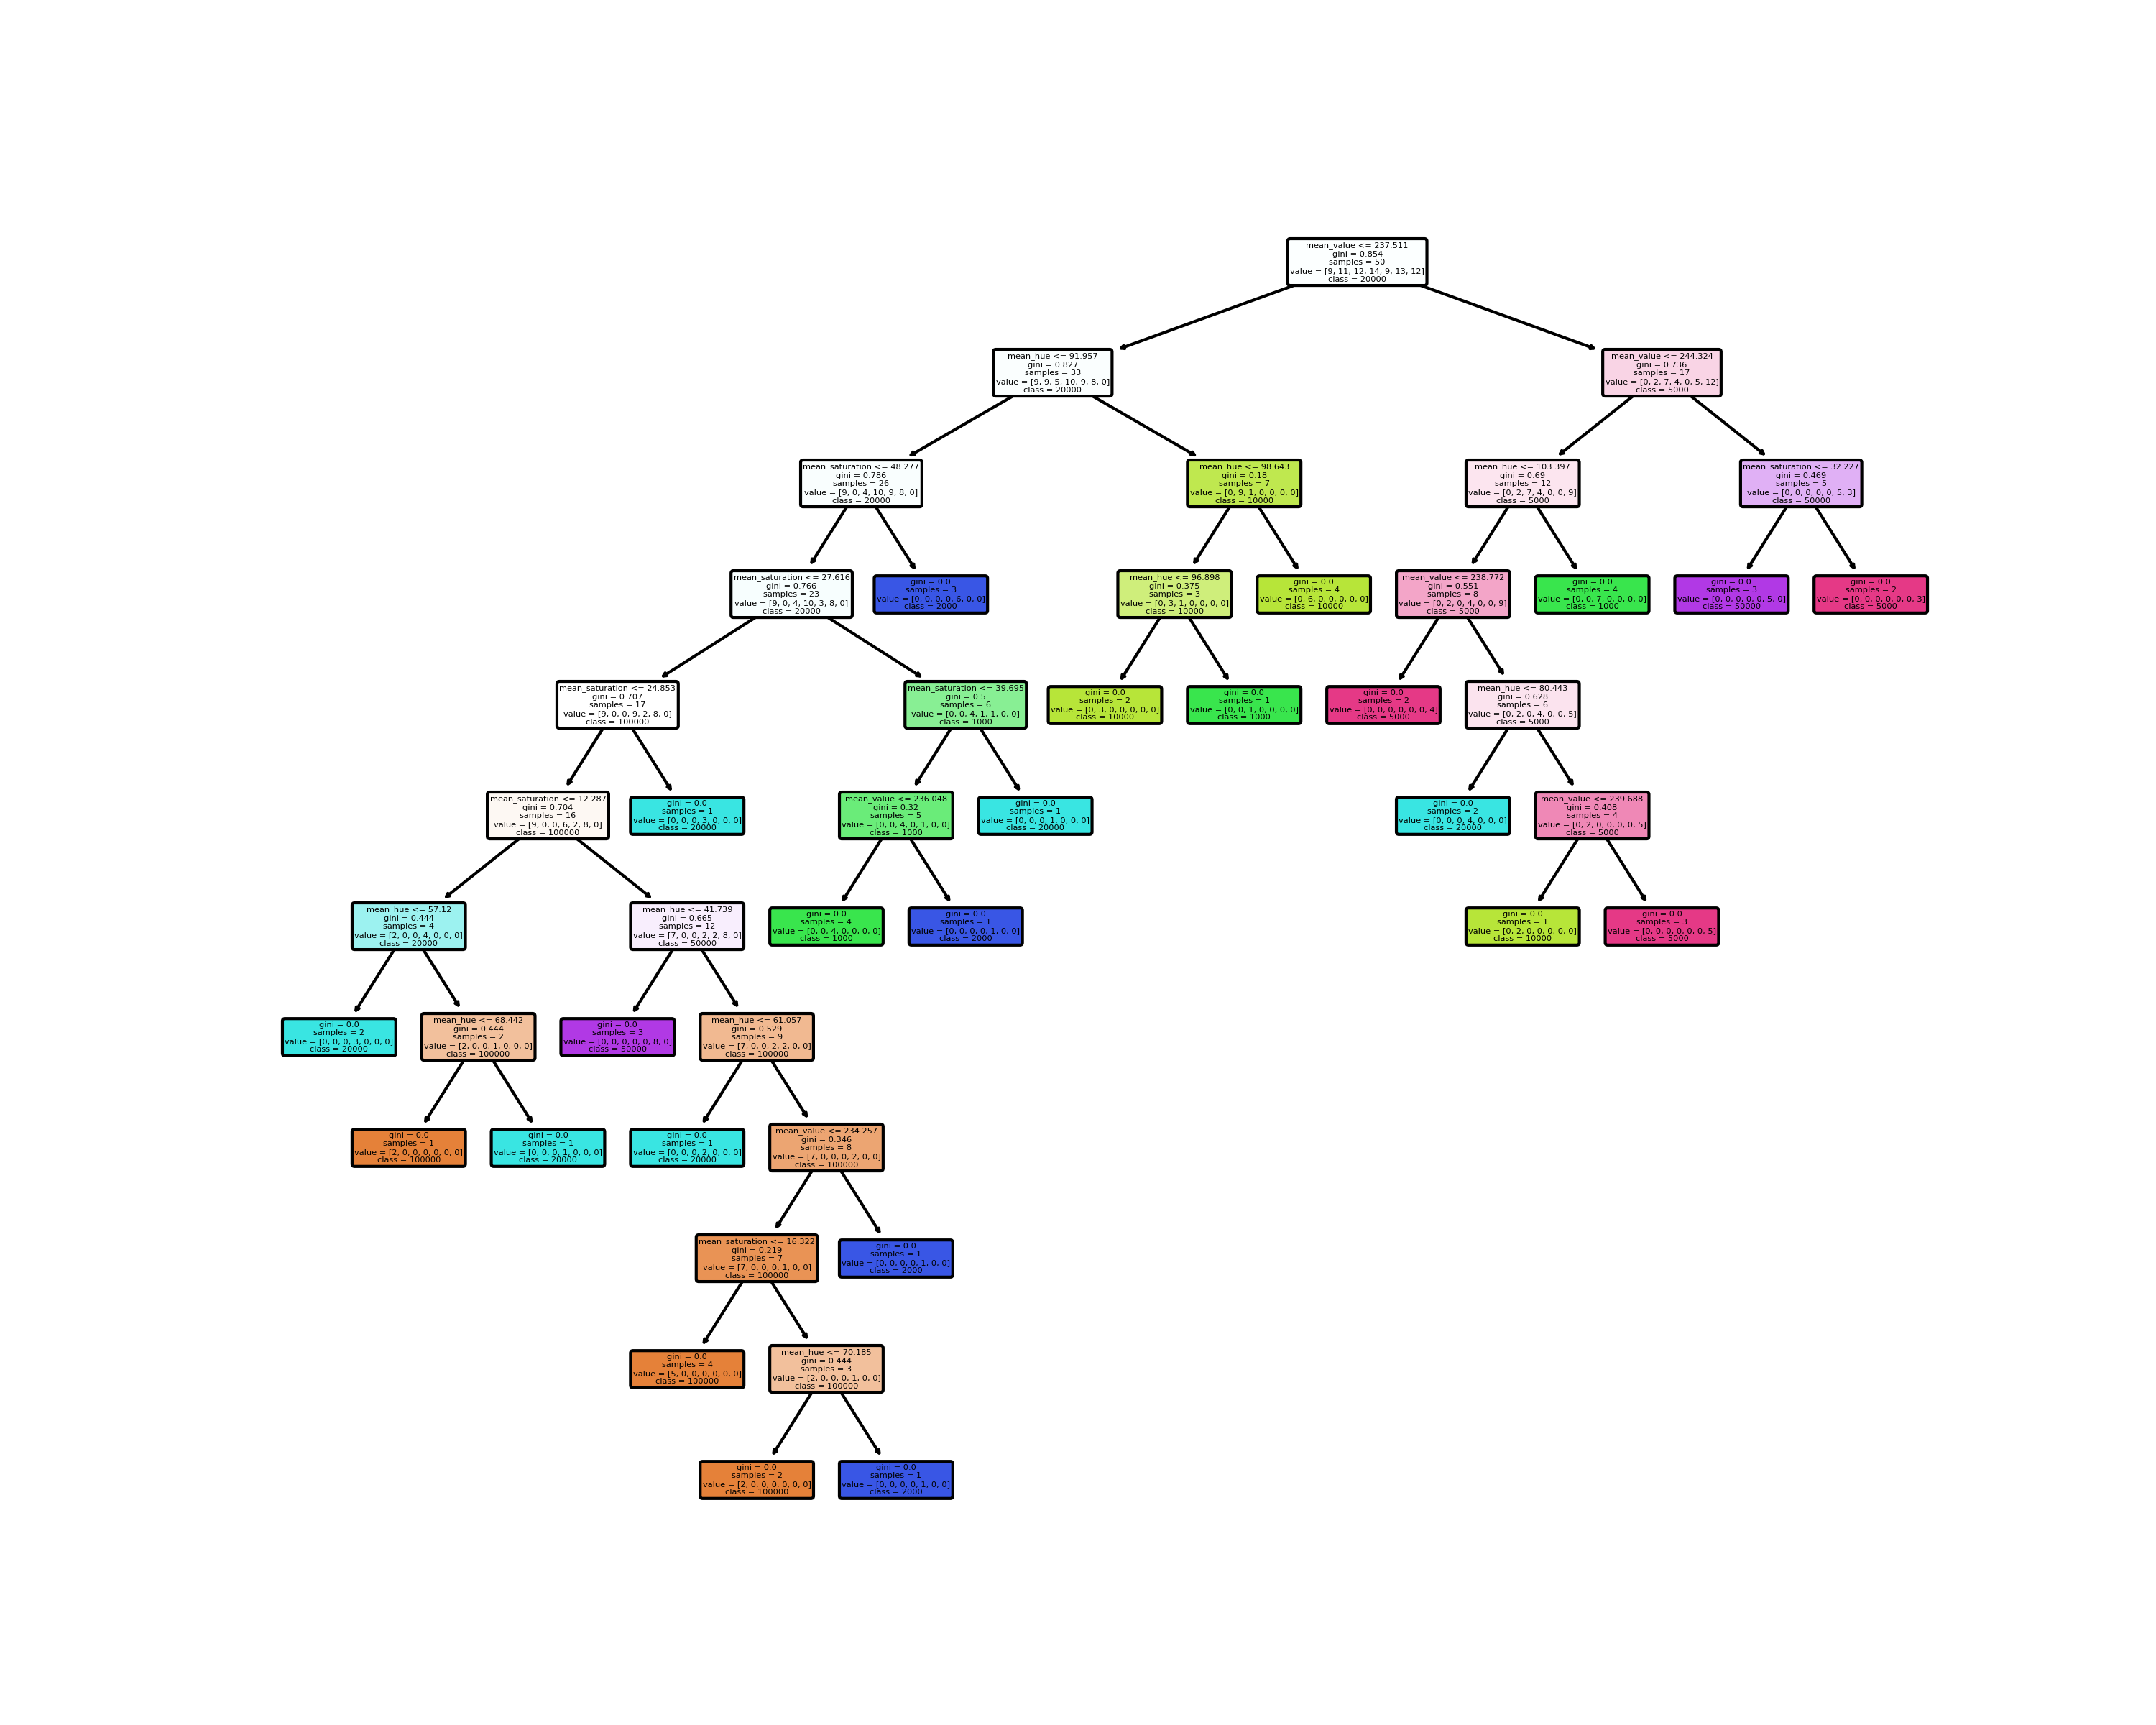 mean_value <= 237.511
gini = 0.854
samples = 50
value = [9, 11, 12, 14, 9, 13, 12]
class = 20000
mean_hue <= 91.957
gini = 0.827
samples = 33
value = [9, 9, 5, 10, 9, 8, 0]
class = 20000
mean_value <= 244.324
gini = 0.736
samples = 17
value = [0, 2, 7, 4, 0, 5, 12]
class = 5000
mean_saturation <= 48.277
gini = 0.786
samples = 26
value = [9, 0, 4, 10, 9, 8, 0]
class = 20000
mean_hue <= 98.643
gini = 0.18
samples = 7
value = [0, 9, 1, 0, 0, 0, 0]
class = 10000
mean_hue <= 103.397
gini = 0.69
samples = 12
value = [0, 2, 7, 4, 0, 0, 9]
class = 5000
mean_saturation <= 32.227
gini = 0.469
samples = 5
value = [0, 0, 0, 0, 0, 5, 3]
class = 50000
mean_saturation <= 27.616
gini = 0.766
samples = 23
value = [9, 0, 4, 10, 3, 8, 0]
class = 20000
gini = 0.0
samples = 3
value = [0, 0, 0, 0, 6, 0, 0]
class = 2000
mean_hue <= 96.898
gini = 0.375
samples = 3
value = [0, 3, 1, 0, 0, 0, 0]
class = 10000
gini = 0.0
samples = 4
value = [0, 6, 0, 0, 0, 0, 0]
class = 10000
mean_value <= 238.772
gini = 0.551
samples = 8
value = [0, 2, 0, 4, 0, 0, 9]
class = 5000
gini = 0.0
samples = 4
value = [0, 0, 7, 0, 0, 0, 0]
class = 1000
gini = 0.0
samples = 3
value = [0, 0, 0, 0, 0, 5, 0]
class = 50000
gini = 0.0
samples = 2
value = [0, 0, 0, 0, 0, 0, 3]
class = 5000
mean_saturation <= 24.853
gini = 0.707
samples = 17
value = [9, 0, 0, 9, 2, 8, 0]
class = 100000
mean_saturation <= 39.695
gini = 0.5
samples = 6
value = [0, 0, 4, 1, 1, 0, 0]
class = 1000
gini = 0.0
samples = 2
value = [0, 3, 0, 0, 0, 0, 0]
class = 10000
gini = 0.0
samples = 1
value = [0, 0, 1, 0, 0, 0, 0]
class = 1000
gini = 0.0
samples = 2
value = [0, 0, 0, 0, 0, 0, 4]
class = 5000
mean_hue <= 80.443
gini = 0.628
samples = 6
value = [0, 2, 0, 4, 0, 0, 5]
class = 5000
mean_saturation <= 12.287
gini = 0.704
samples = 16
value = [9, 0, 0, 6, 2, 8, 0]
class = 100000
gini = 0.0
samples = 1
value = [0, 0, 0, 3, 0, 0, 0]
class = 20000
mean_value <= 236.048
gini = 0.32
samples = 5
value = [0, 0, 4, 0, 1, 0, 0]
class = 1000
gini = 0.0
samples = 1
value = [0, 0, 0, 1, 0, 0, 0]
class = 20000
gini = 0.0
samples = 2
value = [0, 0, 0, 4, 0, 0, 0]
class = 20000
mean_value <= 239.688
gini = 0.408
samples = 4
value = [0, 2, 0, 0, 0, 0, 5]
class = 5000
mean_hue <= 57.12
gini = 0.444
samples = 4
value = [2, 0, 0, 4, 0, 0, 0]
class = 20000
mean_hue <= 41.739
gini = 0.665
samples = 12
value = [7, 0, 0, 2, 2, 8, 0]
class = 50000
gini = 0.0
samples = 4
value = [0, 0, 4, 0, 0, 0, 0]
class = 1000
gini = 0.0
samples = 1
value = [0, 0, 0, 0, 1, 0, 0]
class = 2000
gini = 0.0
samples = 1
value = [0, 2, 0, 0, 0, 0, 0]
class = 10000
gini = 0.0
samples = 3
value = [0, 0, 0, 0, 0, 0, 5]
class = 5000
gini = 0.0
samples = 2
value = [0, 0, 0, 3, 0, 0, 0]
class = 20000
mean_hue <= 68.442
gini = 0.444
samples = 2
value = [2, 0, 0, 1, 0, 0, 0]
class = 100000
gini = 0.0
samples = 3
value = [0, 0, 0, 0, 0, 8, 0]
class = 50000
mean_hue <= 61.057
gini = 0.529
samples = 9
value = [7, 0, 0, 2, 2, 0, 0]
class = 100000
gini = 0.0
samples = 1
value = [2, 0, 0, 0, 0, 0, 0]
class = 100000
gini = 0.0
samples = 1
value = [0, 0, 0, 1, 0, 0, 0]
class = 20000
gini = 0.0
samples = 1
value = [0, 0, 0, 2, 0, 0, 0]
class = 20000
mean_value <= 234.257
gini = 0.346
samples = 8
value = [7, 0, 0, 0, 2, 0, 0]
class = 100000
mean_saturation <= 16.322
gini = 0.219
samples = 7
value = [7, 0, 0, 0, 1, 0, 0]
class = 100000
gini = 0.0
samples = 1
value = [0, 0, 0, 0, 1, 0, 0]
class = 2000
gini = 0.0
samples = 4
value = [5, 0, 0, 0, 0, 0, 0]
class = 100000
mean_hue <= 70.185
gini = 0.444
samples = 3
value = [2, 0, 0, 0, 1, 0, 0]
class = 100000
gini = 0.0
samples = 2
value = [2, 0, 0, 0, 0, 0, 0]
class = 100000
gini = 0.0
samples = 1
value = [0, 0, 0, 0, 1, 0, 0]
class = 2000